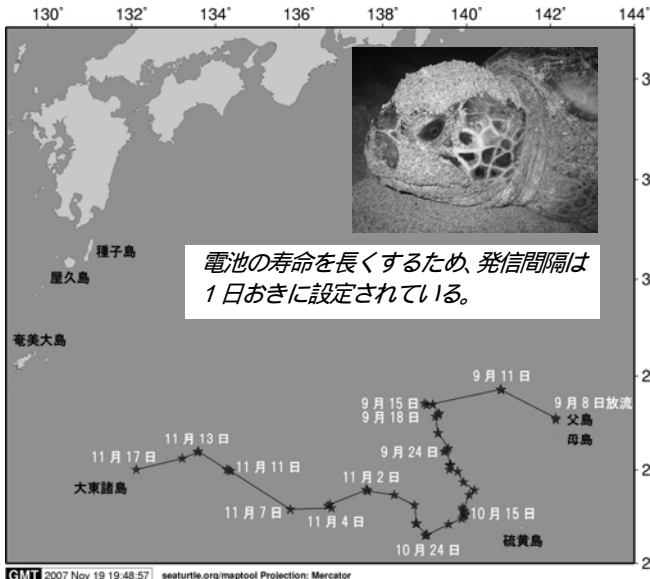 130° 132° 134° 136° 138° 140° 142° 144°
電池の寿命を長くするため、発信間隔は
1日おきに設定されている。
種子島
屋久島
奄美大島
9月11日
9月15日
9月8日放流
9月18日
父島
母島
11月13日
9月24日
11月17日
11月11日
11月2日
大東諸島
11月7日
11月4日
10月15日
硫黄島
10月24日
GMT 2007 Nov 19 19:48:57 seaturtle.org/maptool Projection: Mercator